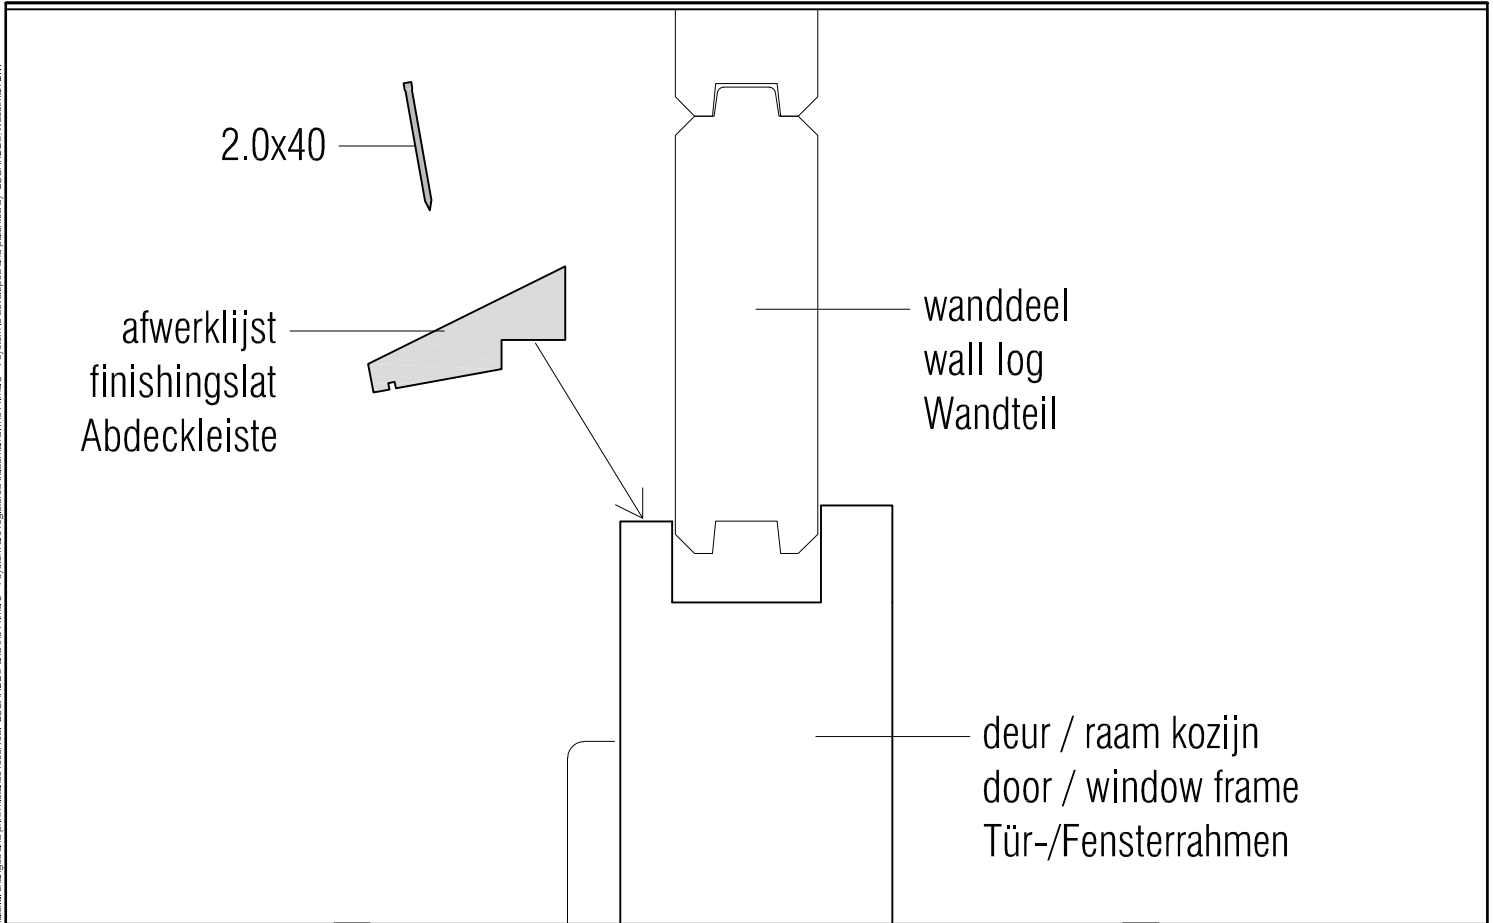 2.0x40
afwerklijst
finishingslat
Abdeckleiste
wanddeel
wall log
Wandteil
deur / raam kozijn
door / window frame
Tür-/Fensterrahmen